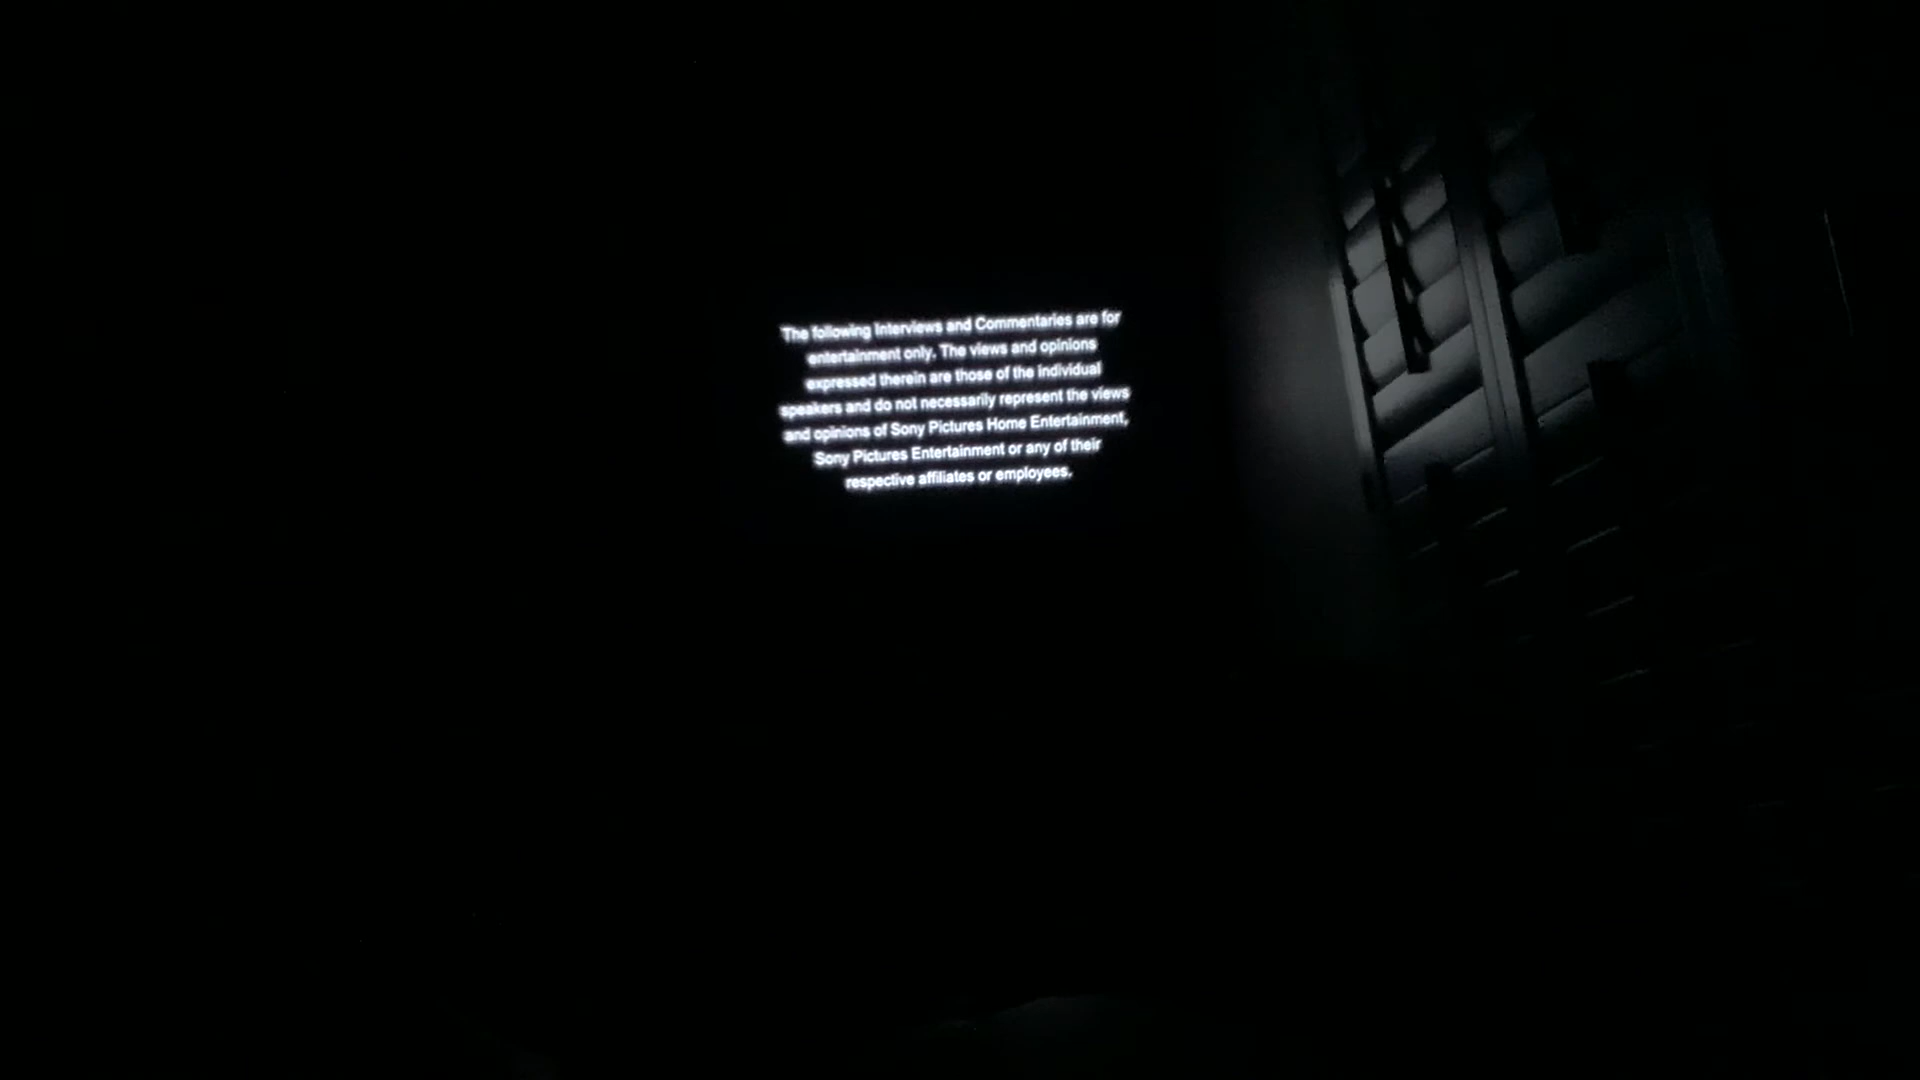 The following Interviews and Commentaries are for
entertainment only. The views and opinions
expressed therein are those of the individual
speakers and do not necessarily represent the views
and opinions of Sony Pictures Home Entertainment,
Sony Pictures Entertainment or any of their
respective affiliates or employees.